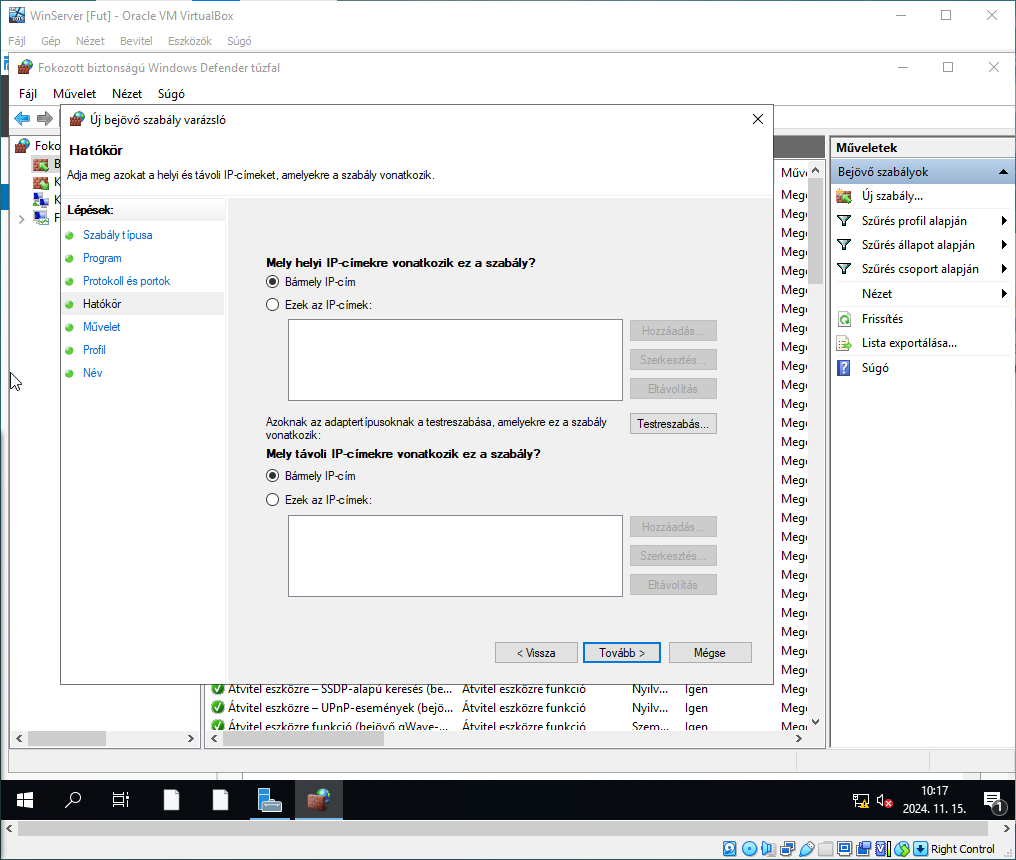 WinServer [Fut] - Oracle VM VirtualBox
Fájl Gép Nézet Bevitel Eszközök Súgó
Fokozott biztonságú Windows Defender tűzfal
Fájl Művelet Nézet Súgó
Új bejövő szabály varázsló
Hatókör
Adja meg azokat a helyi és távoli IP-címeket, amelyekre a szabály vonatkozik.
Lépések:
Szabály típusa
Program
Protokoll és portok
Hatókör
Művelet
Profil
Név
Mely helyi IP-címekre vonatkozik ez a szabály?
Bármely IP-cím
Ezek az IP-címek:
Hozzáadás...
Szerkesztés...
Eltávolítás
Azoknak az adaptertípusoknak a testreszabása, amelyekre ez a szabály
vonatkozik:
Testreszabás...
Mely távoli IP-címekre vonatkozik ez a szabály?
Bármely IP-cím
Ezek az IP-címek:
Hozzáadás...
Szerkesztés...
Eltávolítás
< Vissza Tovább > Mégse
Átvitel eszközre – SSDP-alapú keresés (be... Átvitel eszközre funkció Nyilv... Igen
Átvitel eszközre – UPnP-események (bejö... Átvitel eszközre funkció Nyilv... Igen
Átvitel eszközre funkció (bejövő qWave-... Átvitel eszközre funkció Szem... Igen
Műveletek
Bejövő szabályok
Új szabály...
Szűrés profil alapján
Szűrés állapot alapján
Szűrés csoport alapján
Nézet
Frissítés
Lista exportálása...
Súgó
10:17
2024. 11. 15.
1
Right Control